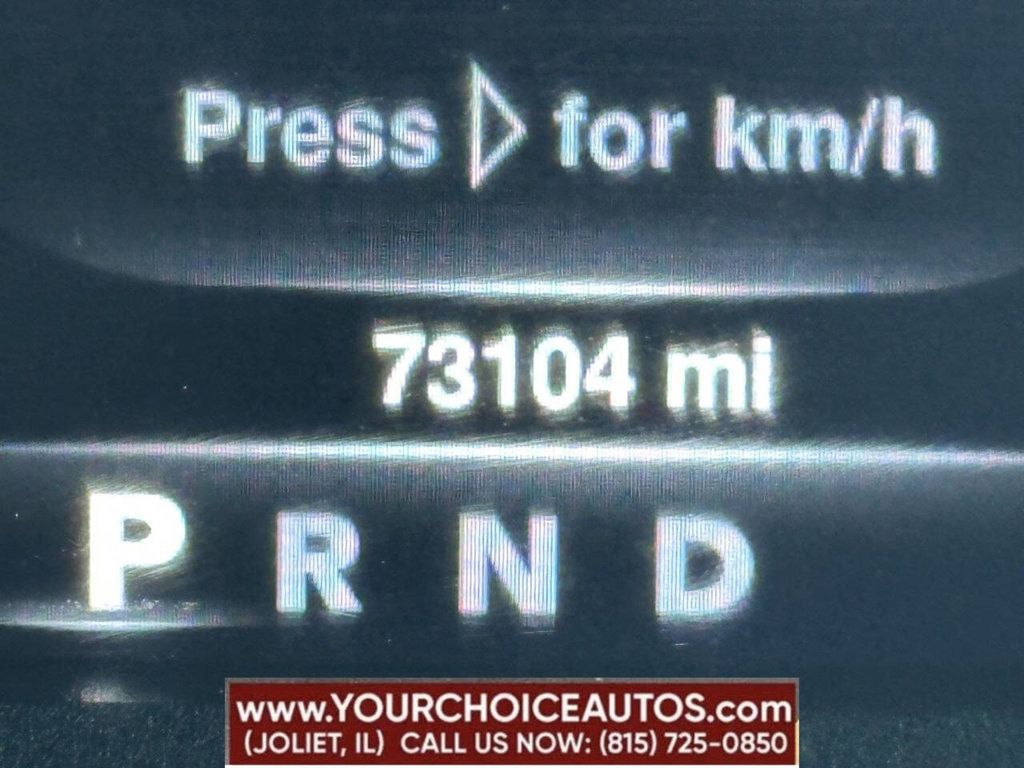 Press ▷ for km/h
73104 mi
P R N D
www.YOURCHOICEAUTOS.com
(JOLIET, IL) CALL US NOW: (815) 725-0850